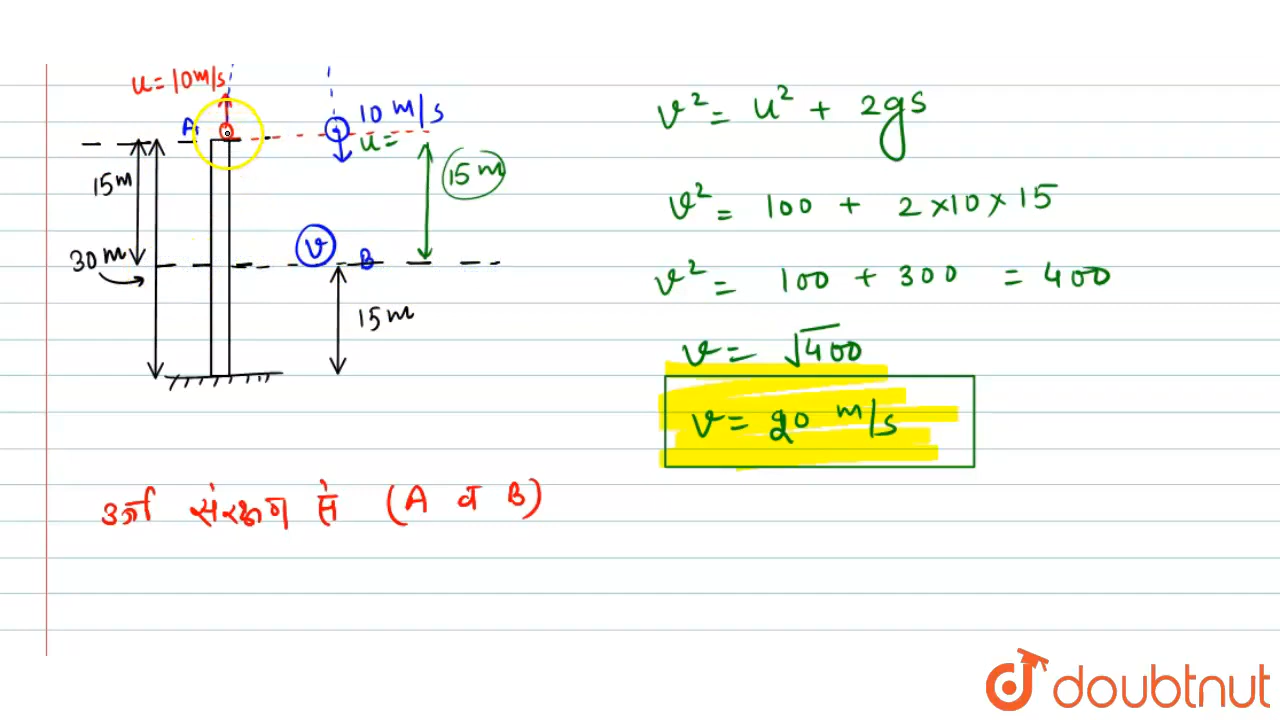 u = 10 m/s
A
10 m/s
u =
15 m
15 m
30 m
v
B
15 m
v² = u² + 2gs
v² = 100 + 2 × 10 × 15
v² = 100 + 300 = 400
v = √400
v = 20 m/s
उर्जा संरक्षण से (A व B)
doubtnut